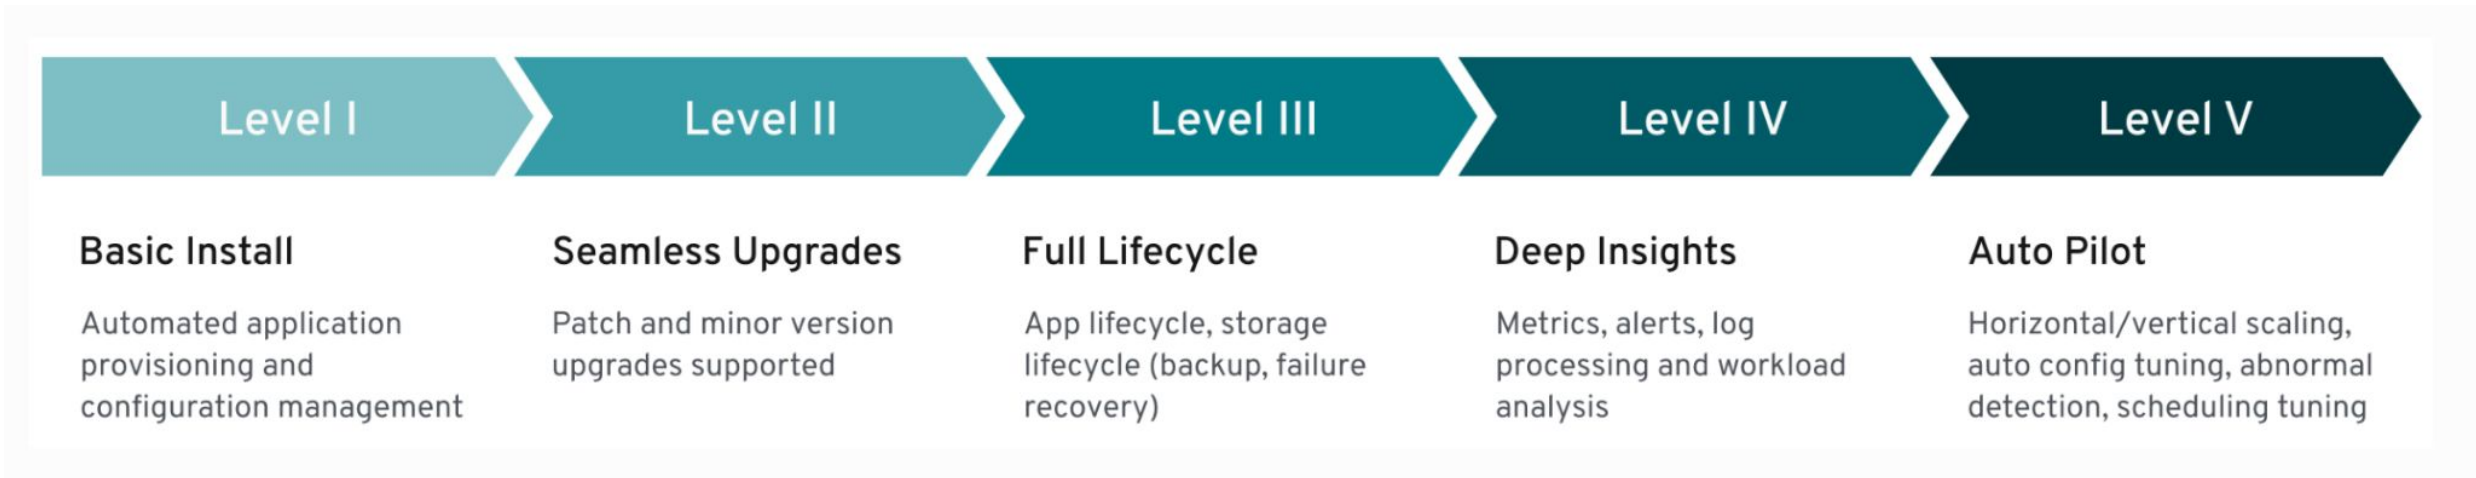 Level I
Level II
Level III
Level IV
Level V
Basic Install
Automated application
provisioning and
configuration management
Seamless Upgrades
Patch and minor version
upgrades supported
Full Lifecycle
App lifecycle, storage
lifecycle (backup, failure
recovery)
Deep Insights
Metrics, alerts, log
processing and workload
analysis
Auto Pilot
Horizontal/vertical scaling,
auto config tuning, abnormal
detection, scheduling tuning